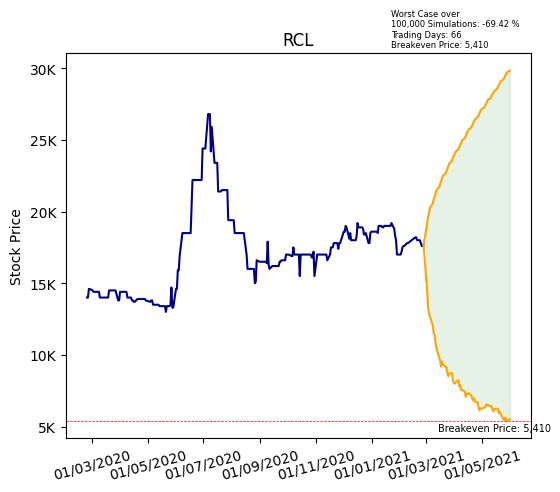 Worst Case over
100,000 Simulations: -69.42 %
Trading Days: 66
Breakeven Price: 5,410
RCL
30K
25K
20K
15K
10K
5K
Stock Price
Breakeven Price: 5,410
01/03/2020 01/05/2020 01/07/2020 01/09/2020 01/11/2020 01/01/2021 01/03/2021 01/05/2021